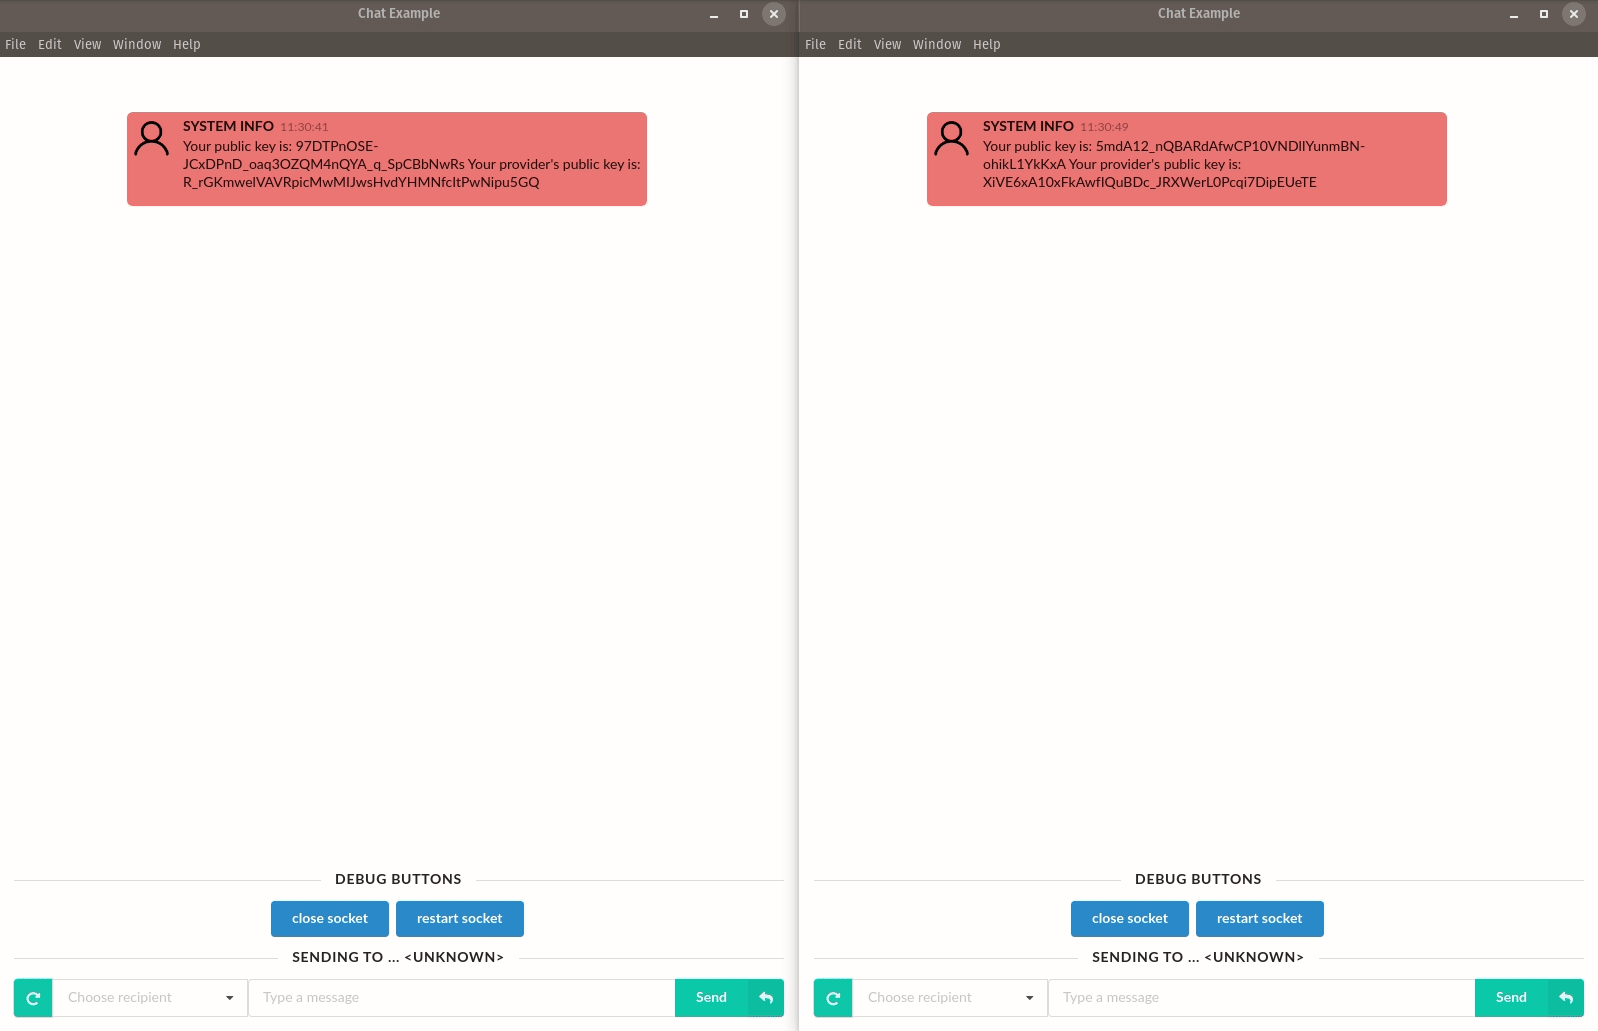 Chat Example
File Edit View Window Help
SYSTEM INFO 11:30:41
Your public key is: 97DTPnOSE-
JCxDPnD_oaq3OZQM4nQYA_q_SpCBbNwRs Your provider's public key is:
R_rGKmwelVAVRpicMwMIJwsHvdYHMNfcItPwNipu5GQ
DEBUG BUTTONS
close socket restart socket
SENDING TO ... <UNKNOWN>
Choose recipient Type a message Send
Chat Example
File Edit View Window Help
SYSTEM INFO 11:30:49
Your public key is: 5mdA12_nQBARdAfwCP10VNDIlYunmBN-
ohikL1YkKxA Your provider's public key is:
XiVE6xA10xFkAwfIQuBDc_JRXWerL0Pcqi7DipEUeTE
DEBUG BUTTONS
close socket restart socket
SENDING TO ... <UNKNOWN>
Choose recipient Type a message Send